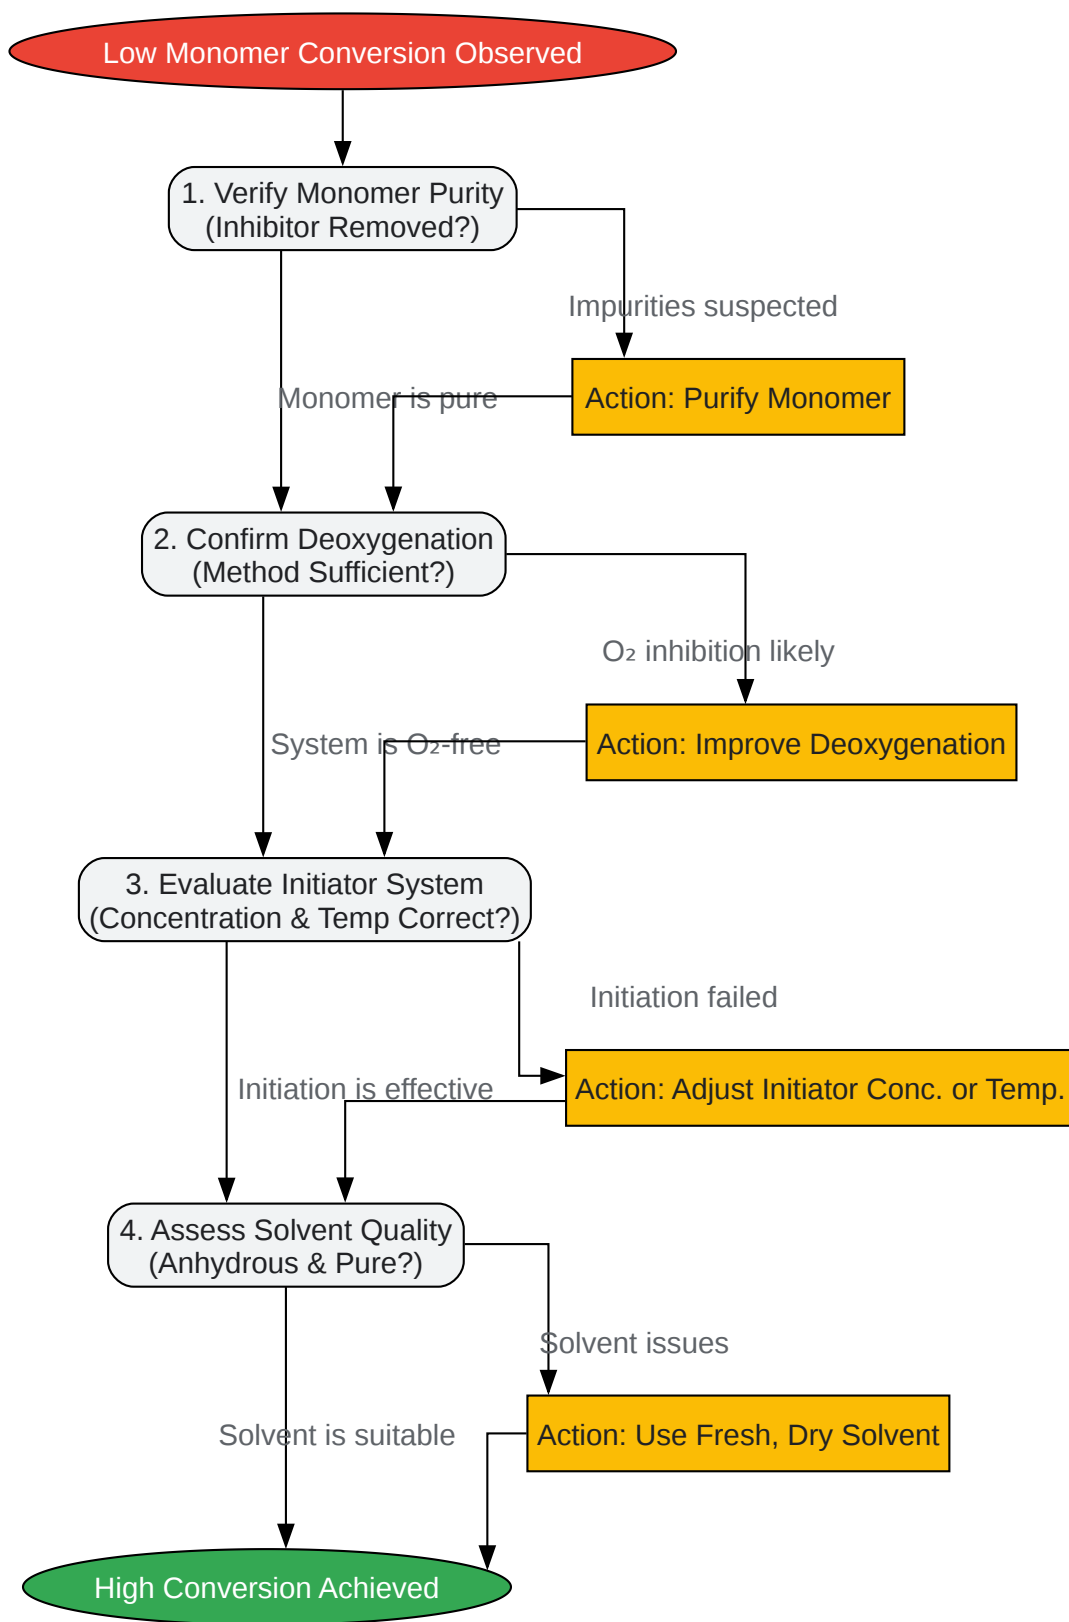 Low Monomer Conversion Observed
1. Verify Monomer Purity
(Inhibitor Removed?)
Impurities suspected
Monomer is pure
Action: Purify Monomer
2. Confirm Deoxygenation
(Method Sufficient?)
O₂ inhibition likely
System is O₂-free
Action: Improve Deoxygenation
3. Evaluate Initiator System
(Concentration & Temp Correct?)
Initiation failed
Initiation is effective
Action: Adjust Initiator Conc. or Temp.
4. Assess Solvent Quality
(Anhydrous & Pure?)
Solvent issues
Solvent is suitable
Action: Use Fresh, Dry Solvent
High Conversion Achieved